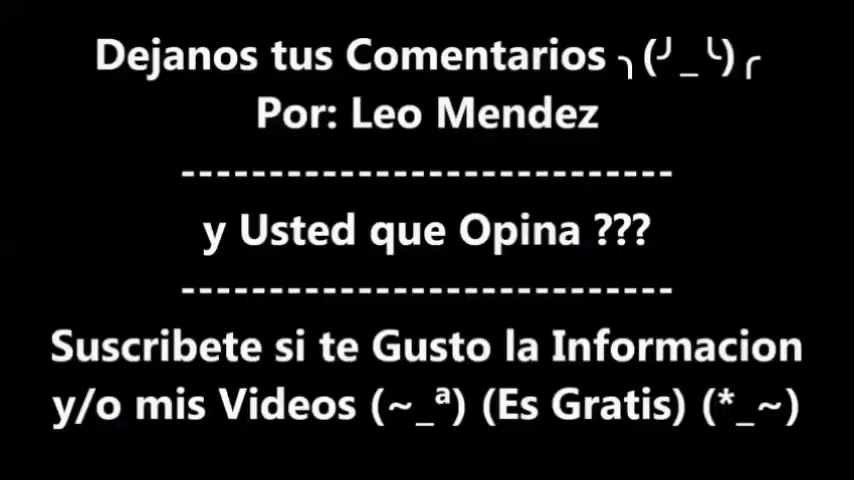 Dejanos tus Comentarios ╮(╯_╰)╭
Por: Leo Mendez
----------------------------
y Usted que Opina ???
----------------------------
Suscribete si te Gusto la Informacion
y/o mis Videos (~_ª) (Es Gratis) (*_~)